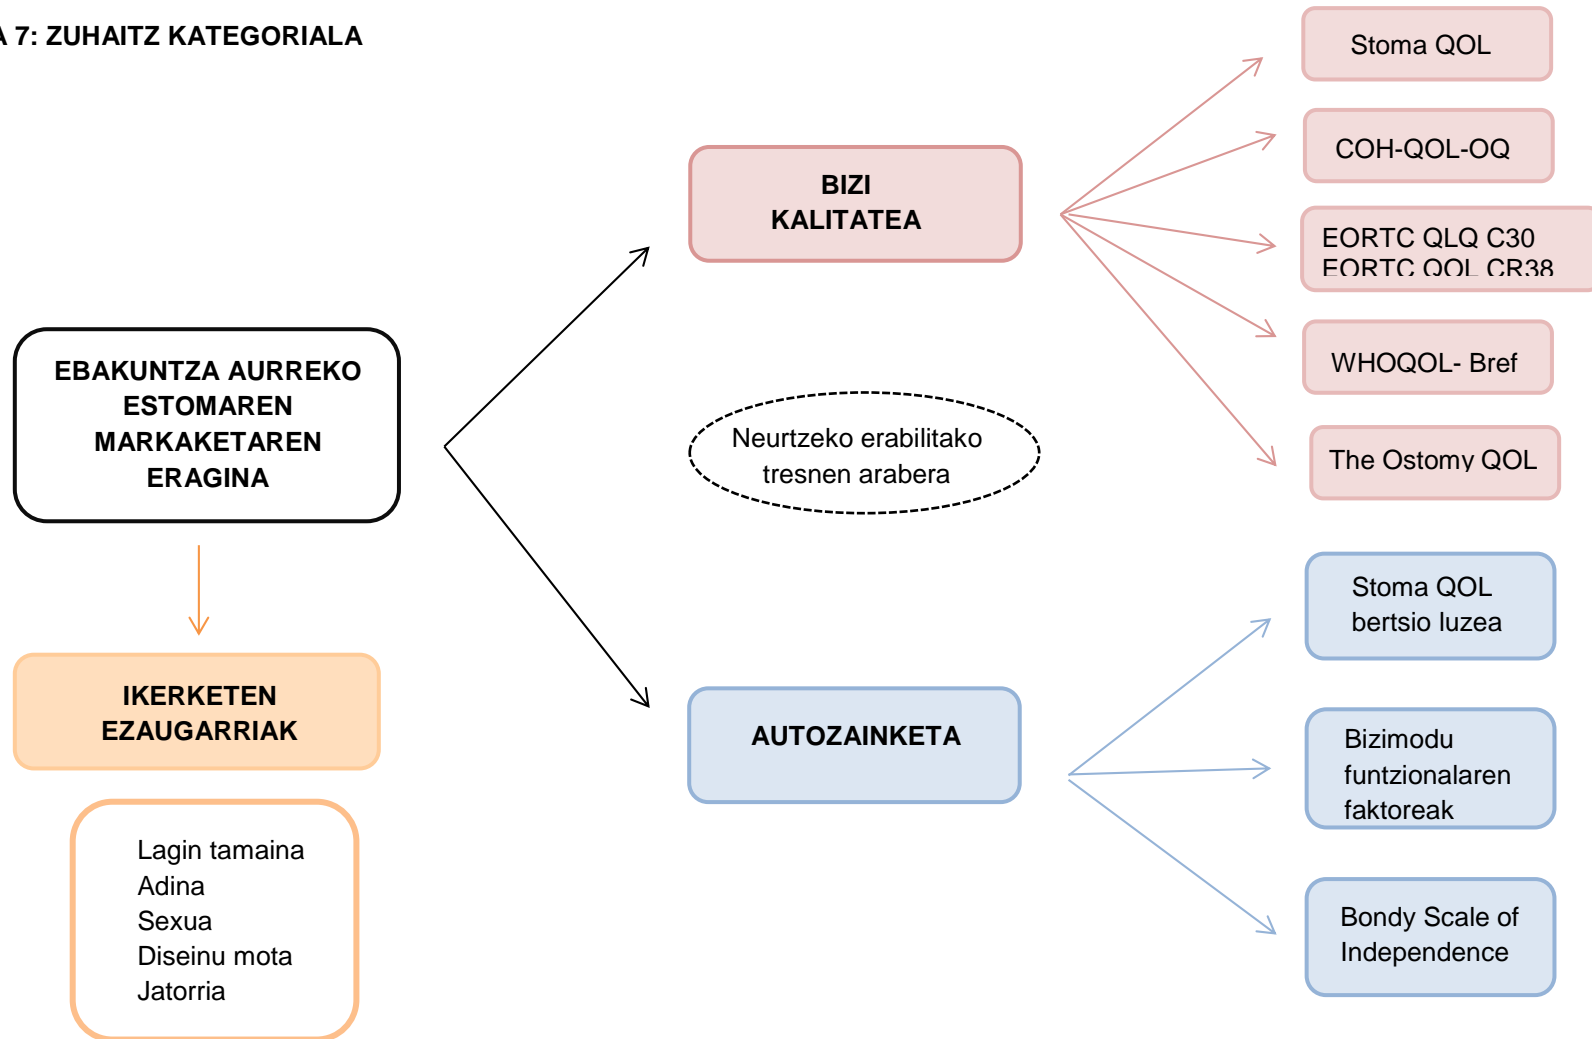 A 7: ZUHAITZ KATEGORIALA
Stoma QOL
COH-QOL-OQ
BIZI
KALITATEA
EORTC QLQ C30
EORTC QOL CR38
WHOQOL- Bref
The Ostomy QOL
EBAKUNTZA AURREKO
ESTOMAREN
MARKAKETAREN
ERAGINA
Neurtzeko erabilitako
tresnen arabera
IKERKETEN
EZAUGARRIAK
Lagin tamaina
Adina
Sexua
Diseinu mota
Jatorria
AUTOZAINKETA
Stoma QOL
bertsio luzea
Bizimodu
funtzionalaren
faktoreak
Bondy Scale of
Independence